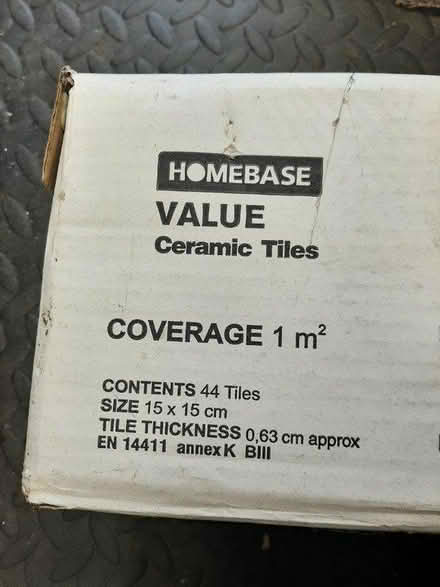 HOMEBASE
VALUE
Ceramic Tiles
COVERAGE 1 m²
CONTENTS 44 Tiles
SIZE 15 x 15 cm
TILE THICKNESS 0,63 cm approx
EN 14411 annex K BIII